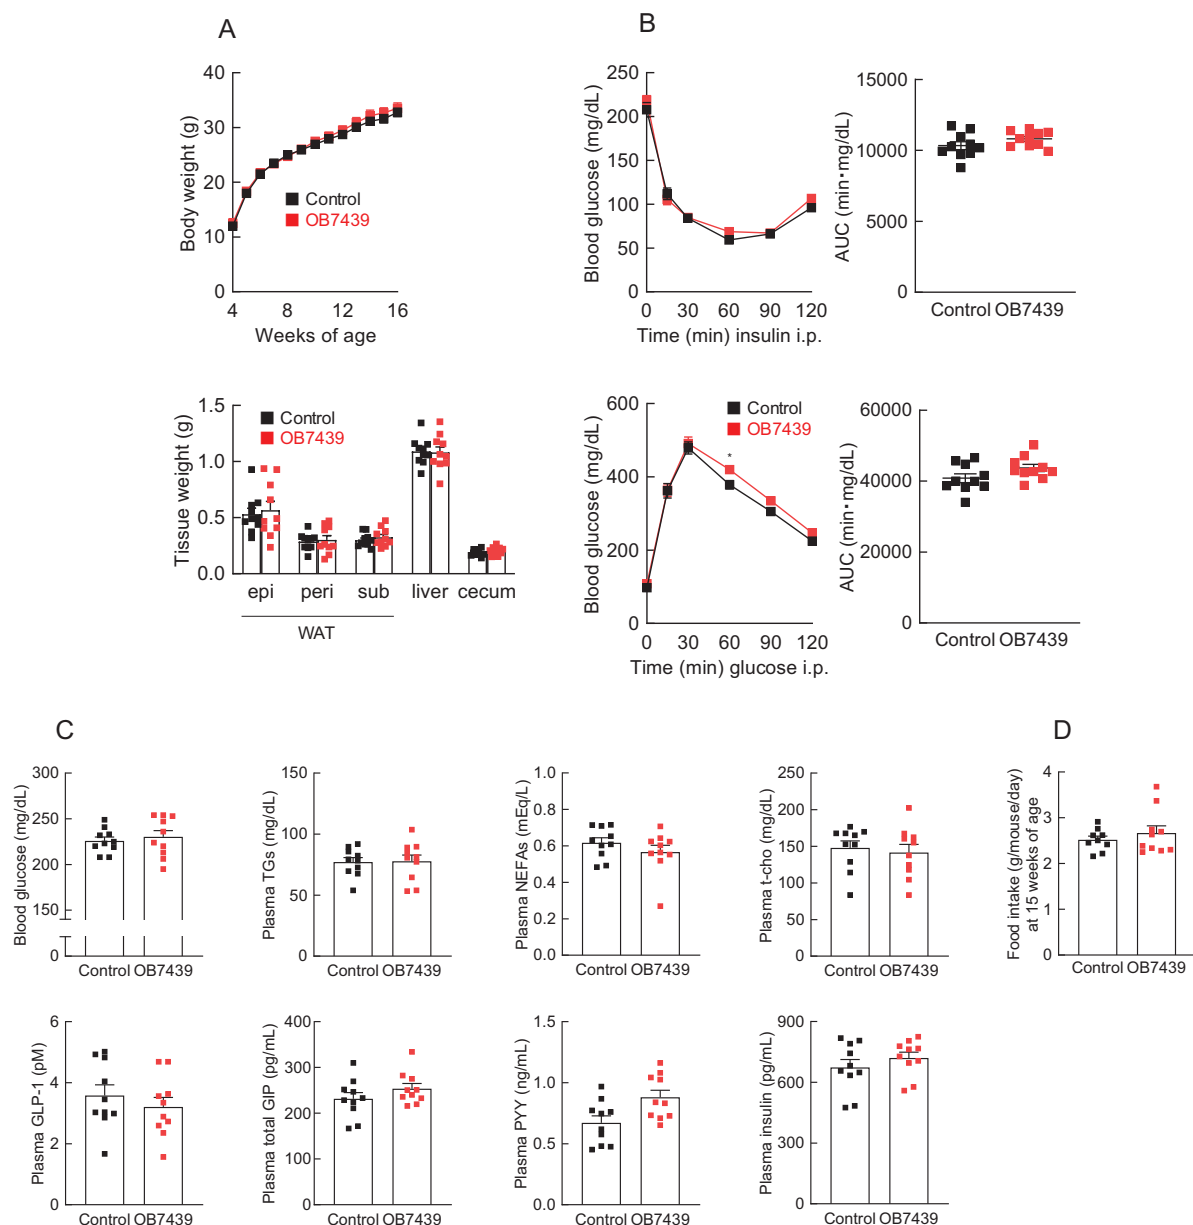 A
Body weight (g)
40
30
20
10
0
Control
OB7439
4 8 12 16
Weeks of age
Tissue weight (g)
1.5
1.0
0.5
0.0
Control
OB7439
epi peri sub liver cecum
WAT
B
Blood glucose (mg/dL)
250
200
150
100
50
0
0 30 60 90 120
Time (min) insulin i.p.
AUC (min·mg/dL)
15000
10000
5000
0
Control OB7439
Blood glucose (mg/dL)
600
400
200
0
Control
OB7439
*
0 30 60 90 120
Time (min) glucose i.p.
AUC (min·mg/dL)
60000
40000
20000
0
Control OB7439
C
Blood glucose (mg/dL)
300
250
200
150
0
Control OB7439
Plasma TGs (mg/dL)
150
100
50
0
Control OB7439
Plasma NEFAs (mEq/L)
1.0
0.8
0.6
0.4
0.2
0.0
Control OB7439
Plasma t-cho (mg/dL)
250
200
150
100
50
0
Control OB7439
D
Food intake (g/mouse/day)
at 15 weeks of age
4
3
2
1
0
Control OB7439
Plasma GLP-1 (pM)
6
4
2
0
Control OB7439
Plasma total GIP (pg/mL)
400
300
200
100
0
Control OB7439
Plasma PYY (ng/mL)
1.5
1.0
0.5
0.0
Control OB7439
Plasma insulin (pg/mL)
900
600
300
0
Control OB7439